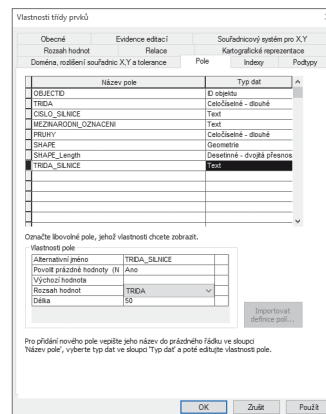 Vlastnosti třídy prvků
Obecné Evidence editací Souřadnicový systém pro X,Y
Rozsah hodnot Relace Kartografické reprezentace
Doména, rozlišení souřadnic X,Y a tolerance Pole Indexy Podtypy
Název pole Typ dat
OBJECTID ID objektu
TRIDA Celočíselné - dlouhé
CISLO_SILNICE Text
MEZINARODNI_OZNACENI Text
PRUHY Celočíselné - dlouhé
SHAPE Geometrie
SHAPE_Length Desetinné - dvojitá přesnos
TRIDA_SILNICE Text
Označte libovolné pole, jehož vlastnosti chcete zobrazit.
Vlastnosti pole
Alternativní jméno TRIDA_SILNICE
Povolit prázdné hodnoty (N Ano
Výchozí hodnota
Rozsah hodnot TRIDA
Délka 50
Importovat
definice polí...
Pro přidání nového pole vepište jeho název do prázdného řádku ve sloupci
'Název pole', vyberte typ dat ve sloupci 'Typ dat' a poté editujte vlastnosti pole.
OK Zrušit Použít